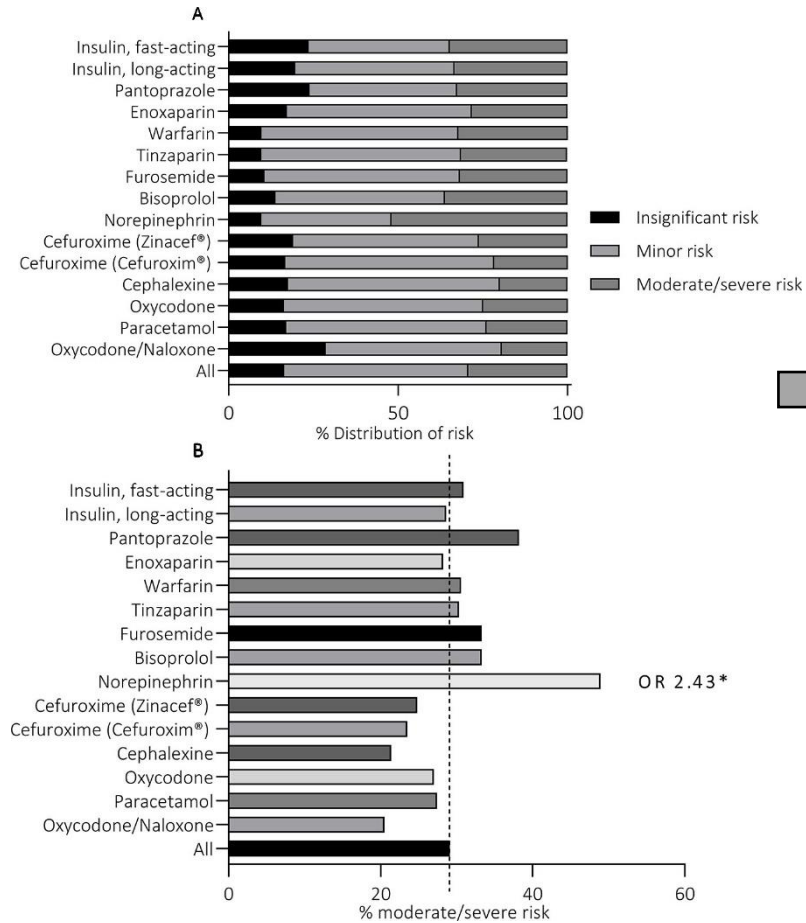 A
Insulin, fast-acting
Insulin, long-acting
Pantoprazole
Enoxaparin
Warfarin
Tinzaparin
Furosemide
Bisoprolol
Norepinephrin
Cefuroxime (Zinacef®)
Cefuroxime (Cefuroxim®)
Cephalexine
Oxycodone
Paracetamol
Oxycodone/Naloxone
All
0 50 100
% Distribution of risk
Insignificant risk
Minor risk
Moderate/severe risk
B
Insulin, fast-acting
Insulin, long-acting
Pantoprazole
Enoxaparin
Warfarin
Tinzaparin
Furosemide
Bisoprolol
Norepinephrin OR 2.43*
Cefuroxime (Zinacef®)
Cefuroxime (Cefuroxim®)
Cephalexine
Oxycodone
Paracetamol
Oxycodone/Naloxone
All
0 20 40 60
% moderate/severe risk